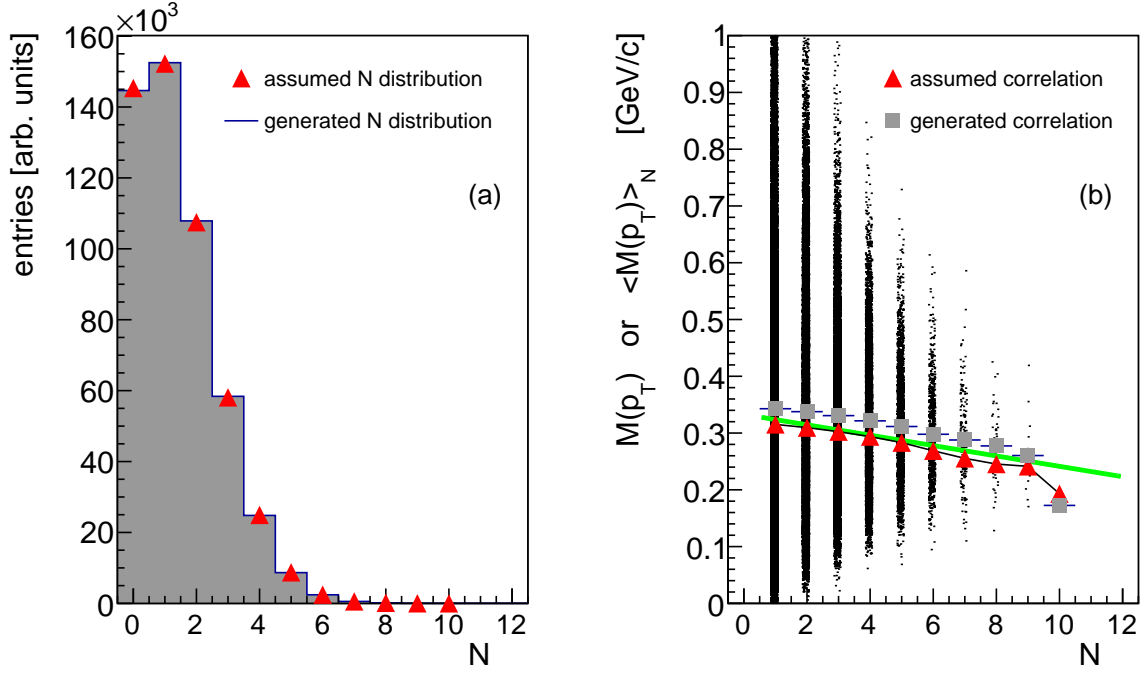 ×10³
entries [arb. units]
160
140
120
100
80
60
40
20
0
assumed N distribution
generated N distribution
(a)
0 2 4 6 8 10 12
N
M(p_T) or <M(p_T)>_N [GeV/c]
1
0.9
0.8
0.7
0.6
0.5
0.4
0.3
0.2
0.1
0
assumed correlation
generated correlation
(b)
0 2 4 6 8 10 12
N